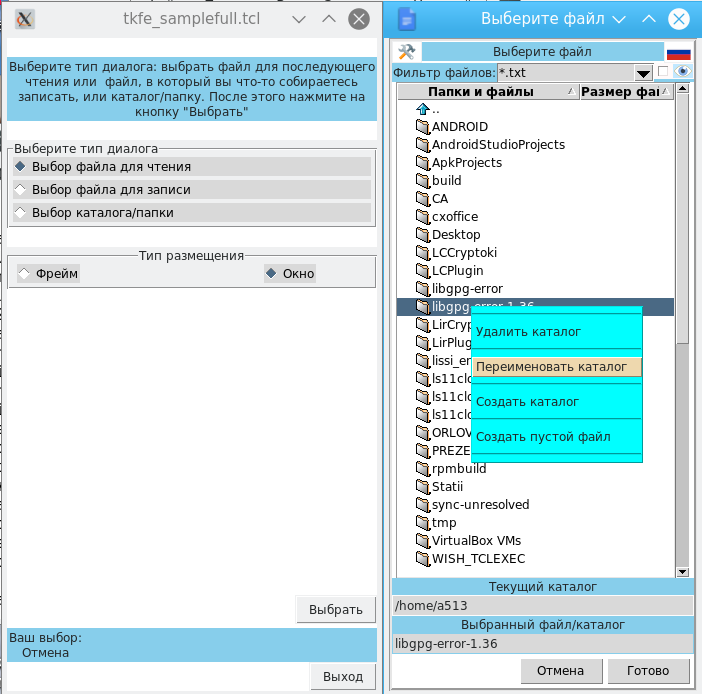 tkfe_samplefull.tcl
Выберите тип диалога: выбрать файл для последующего
чтения или файл, в который вы что-то собираетесь
записать, или каталог/папку. После этого нажмите на
кнопку "Выбрать"
Выберите тип диалога
Выбор файла для чтения
Выбор файла для записи
Выбор каталога/папки
Тип размещения
Фрейм
Окно
Выбрать
Ваш выбор:
Отмена
Выход
Выберите файл
Выберите файл
Фильтр файлов:
*.txt
Папки и файлы
Размер фаі
..
ANDROID
AndroidStudioProjects
ApkProjects
build
CA
cxoffice
Desktop
LCCryptoki
LCPlugin
libgpg-error
libgpg-error-1.36
LirCryp
LirPlug
lissi_er
ls11clo
ls11clo
ls11clo
ORLOV
PREZE
rpmbuild
Statii
sync-unresolved
tmp
VirtualBox VMs
WISH_TCLEXEC
Удалить каталог
Переименовать каталог
Создать каталог
Создать пустой файл
Текущий каталог
/home/a513
Выбранный файл/каталог
libgpg-error-1.36
Отмена
Готово